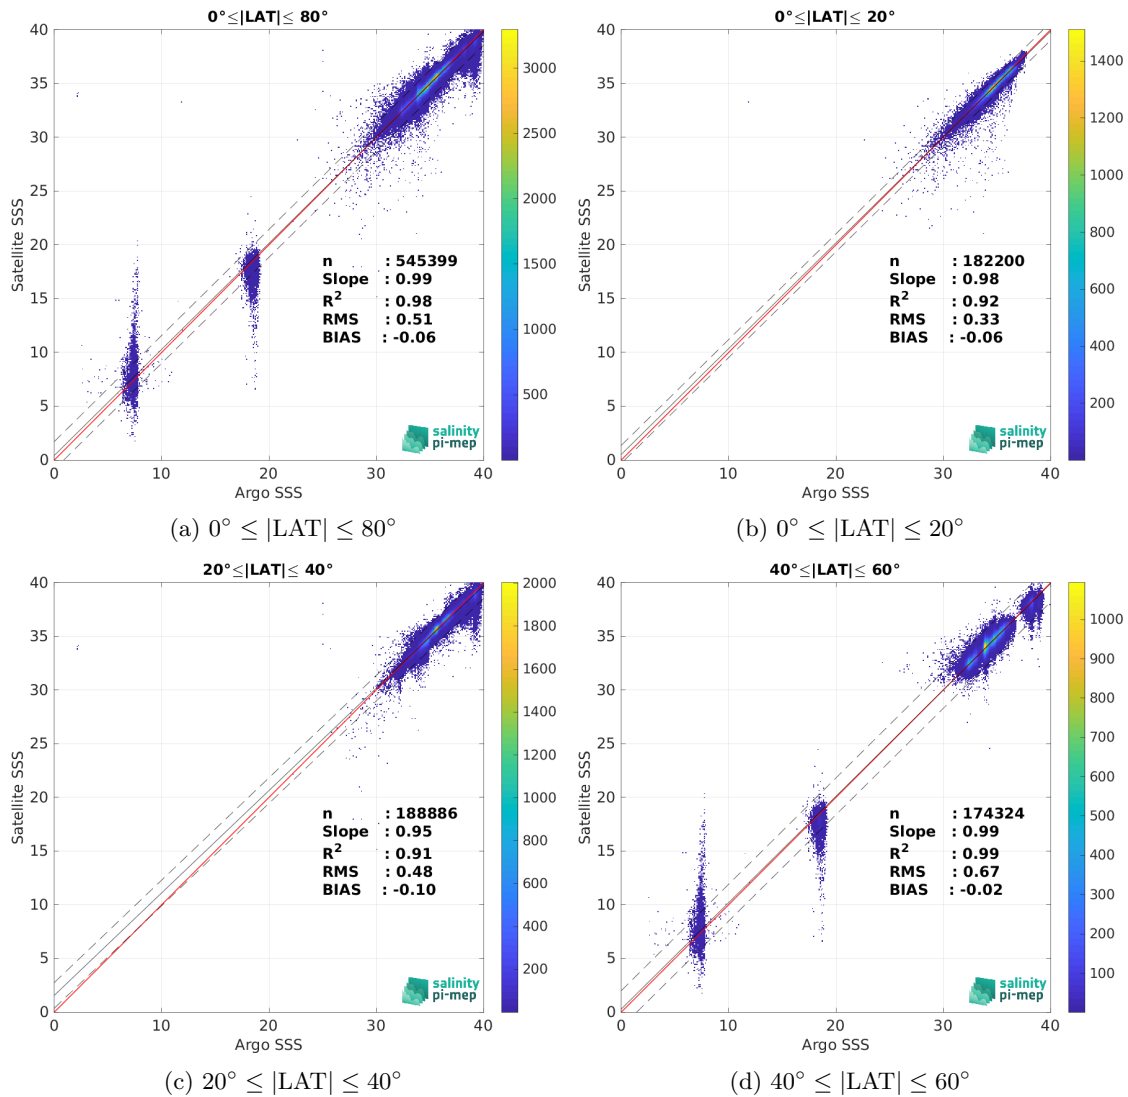 0°≤|LAT|≤ 80°
40
35
30
25
20
15
10
5
0
Satellite SSS
0
10
20
30
40
Argo SSS
3000
2500
2000
1500
1000
500
n : 545399
Slope : 0.99
R2 : 0.98
RMS : 0.51
BIAS : -0.06
salinity
pi-mep
(a) 0° ≤ |LAT| ≤ 80°
0°≤|LAT|≤ 20°
40
35
30
25
20
15
10
5
0
Satellite SSS
0
10
20
30
40
Argo SSS
1400
1200
1000
800
600
400
200
n : 182200
Slope : 0.98
R2 : 0.92
RMS : 0.33
BIAS : -0.06
salinity
pi-mep
(b) 0° ≤ |LAT| ≤ 20°
20°≤|LAT|≤ 40°
40
35
30
25
20
15
10
5
0
Satellite SSS
0
10
20
30
40
Argo SSS
2000
1800
1600
1400
1200
1000
800
600
400
200
n : 188886
Slope : 0.95
R2 : 0.91
RMS : 0.48
BIAS : -0.10
salinity
pi-mep
(c) 20° ≤ |LAT| ≤ 40°
40°≤|LAT|≤ 60°
40
35
30
25
20
15
10
5
0
Satellite SSS
0
10
20
30
40
Argo SSS
1000
900
800
700
600
500
400
300
200
100
n : 174324
Slope : 0.99
R2 : 0.99
RMS : 0.67
BIAS : -0.02
salinity
pi-mep
(d) 40° ≤ |LAT| ≤ 60°